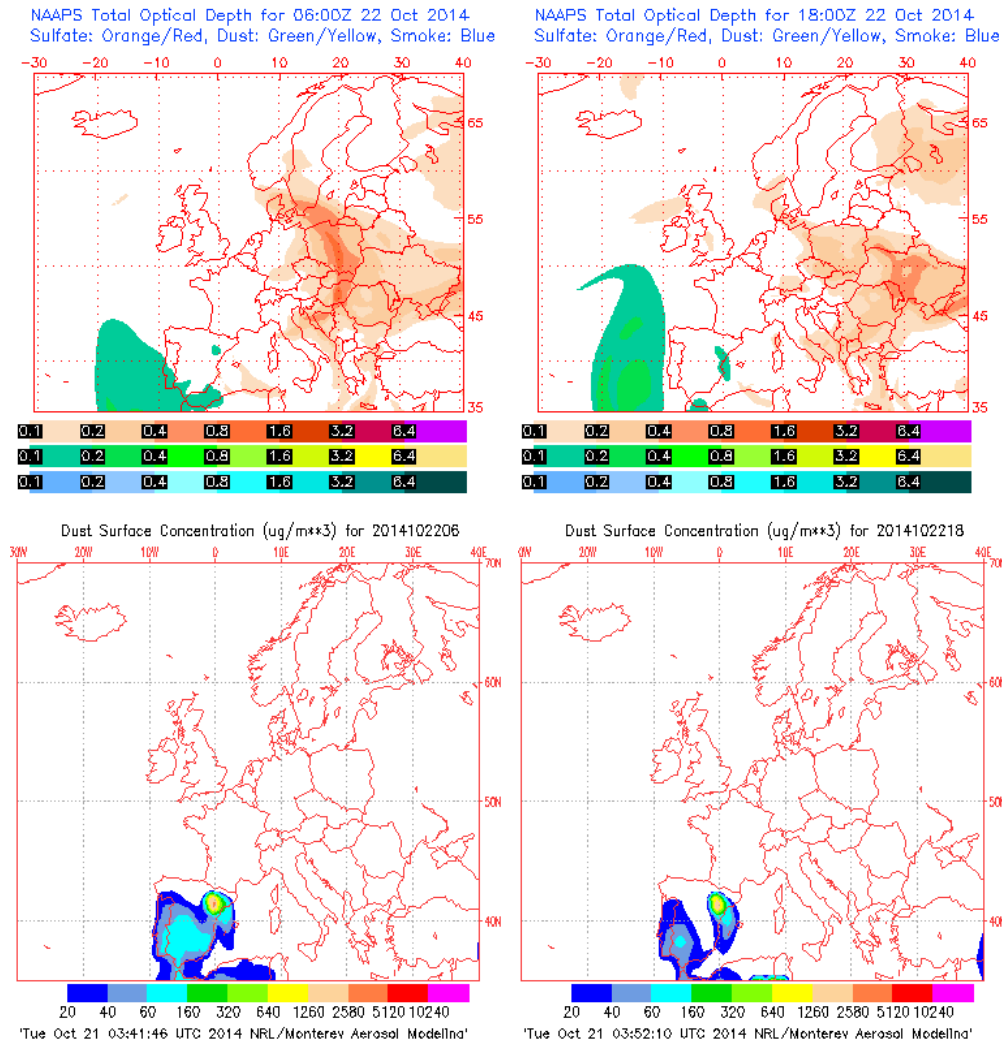 NAAPS Total Optical Depth for 06:00Z 22 Oct 2014
Sulfate: Orange/Red, Dust: Green/Yellow, Smoke: Blue
-30 -20 -10 0 10 20 30 40
65
55
45
35
0.1 0.2 0.4 0.8 1.6 3.2 6.4
0.1 0.2 0.4 0.8 1.6 3.2 6.4
0.1 0.2 0.4 0.8 1.6 3.2 6.4
NAAPS Total Optical Depth for 18:00Z 22 Oct 2014
Sulfate: Orange/Red, Dust: Green/Yellow, Smoke: Blue
-30 -20 -10 0 10 20 30 40
65
55
45
35
0.1 0.2 0.4 0.8 1.6 3.2 6.4
0.1 0.2 0.4 0.8 1.6 3.2 6.4
0.1 0.2 0.4 0.8 1.6 3.2 6.4
Dust Surface Concentration (ug/m**3) for 2014102206
30W 20W 10W 0 10E 20E 30E 40E
70N
60N
50N
40N
20 40 60 160 320 640 1260 2580 5120 10240
'Tue Oct 21 03:41:46 UTC 2014 NRL/Monterey Aerosol Modeling'
Dust Surface Concentration (ug/m**3) for 2014102218
0W 20W 10W 0 10E 20E 30E 40E
70N
60N
50N
40N
20 40 60 160 320 640 1260 2580 5120 10240
'Tue Oct 21 03:52:10 UTC 2014 NRL/Monterey Aerosol Modeling'